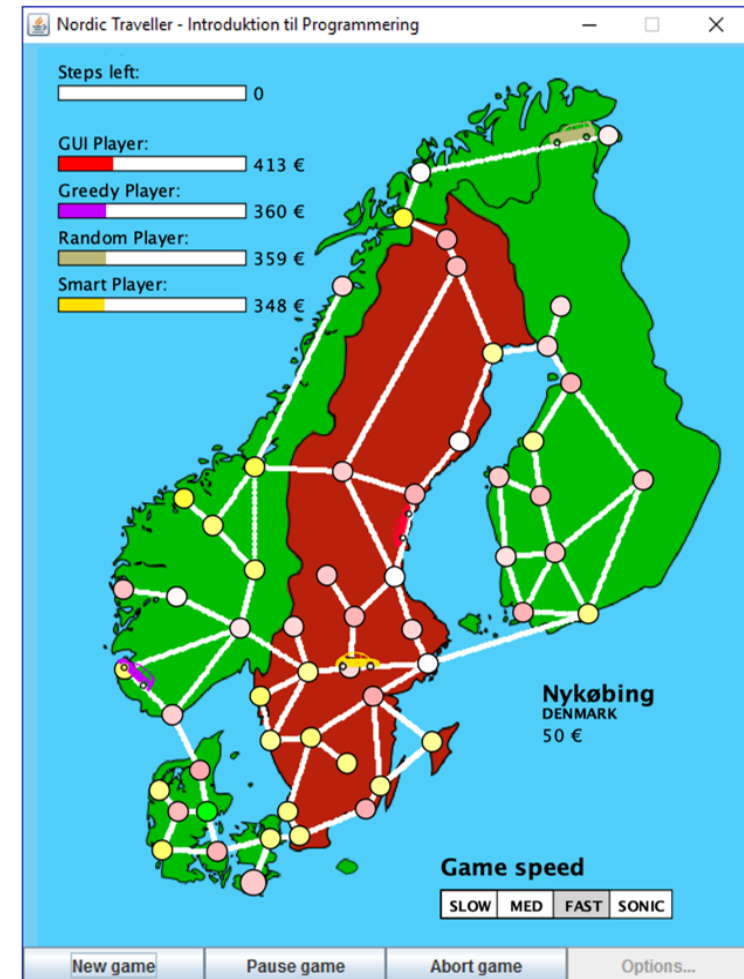 Nordic Traveller - Introduktion til Programmering
Steps left:
0
GUI Player:
413 €
Greedy Player:
360 €
Random Player:
359 €
Smart Player:
348 €
Nykøbing
DENMARK
50 €
Game speed
SLOW MED FAST SONIC
New game Pause game Abort game Options...